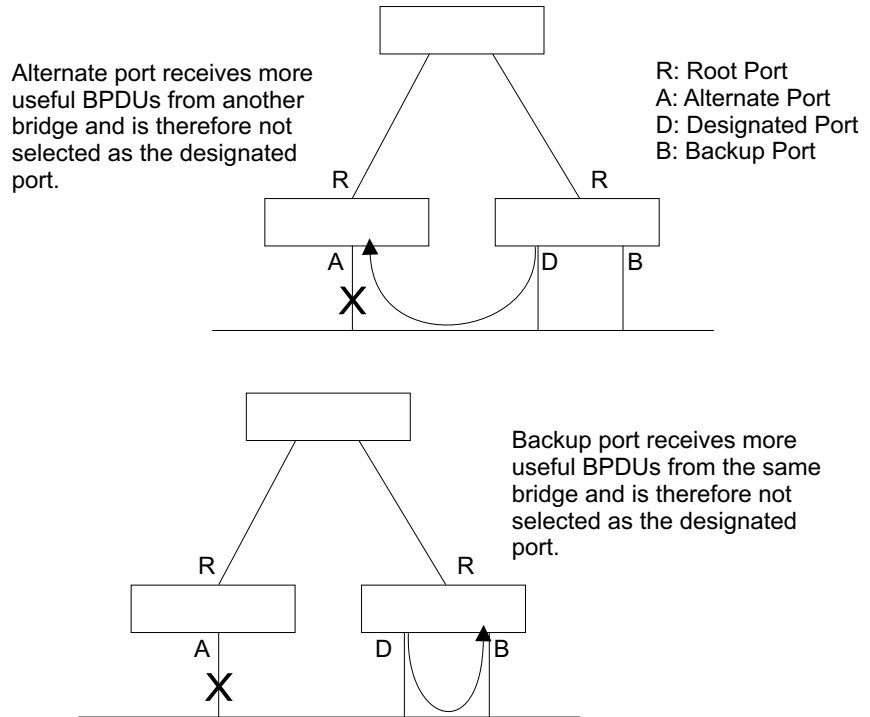 Alternate port receives more
useful BPDUs from another
bridge and is therefore not
selected as the designated
port.
R: Root Port
A: Alternate Port
D: Designated Port
B: Backup Port
R
R
A
D
B
X
Backup port receives more
useful BPDUs from the same
bridge and is therefore not
selected as the designated
port.
R
R
A
D
B
X